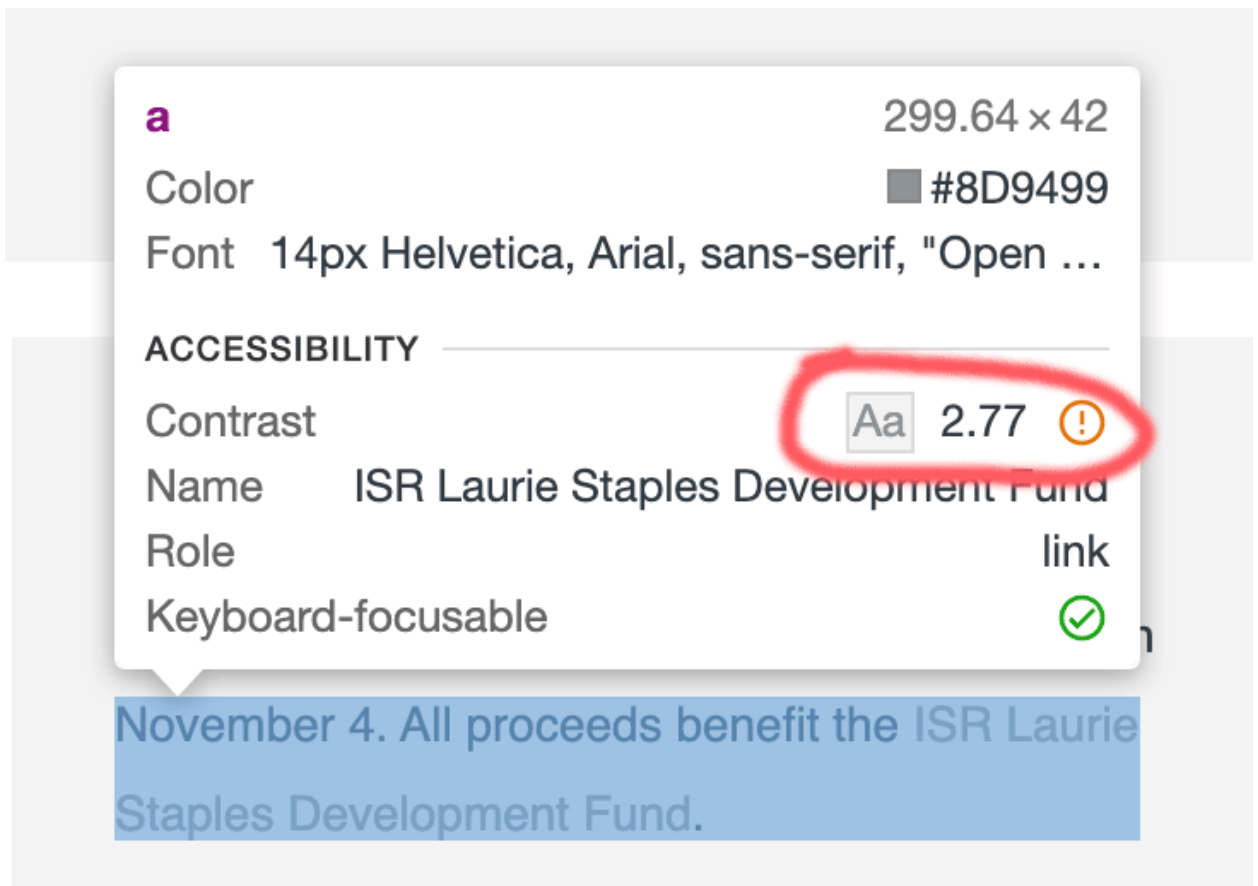 a 299.64 × 42
Color #8D9499
Font 14px Helvetica, Arial, sans-serif, "Open ...
ACCESSIBILITY
Contrast Aa 2.77
Name ISR Laurie Staples Development Fund
Role link
Keyboard-focusable
n
November 4. All proceeds benefit the ISR Laurie
Staples Development Fund.